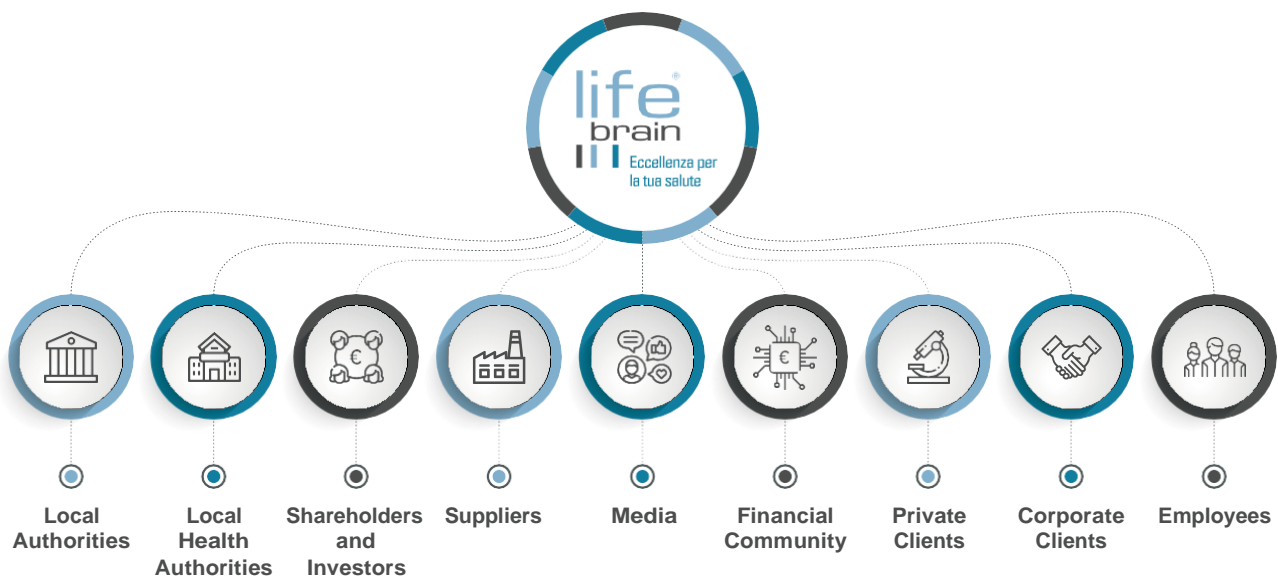 life®
brain
Eccellenza per
la tua salute
€
€
Local
Authorities
Local
Health
Authorities
Shareholders
and
Investors
Suppliers
Media
Financial
Community
Private
Clients
Corporate
Clients
Employees